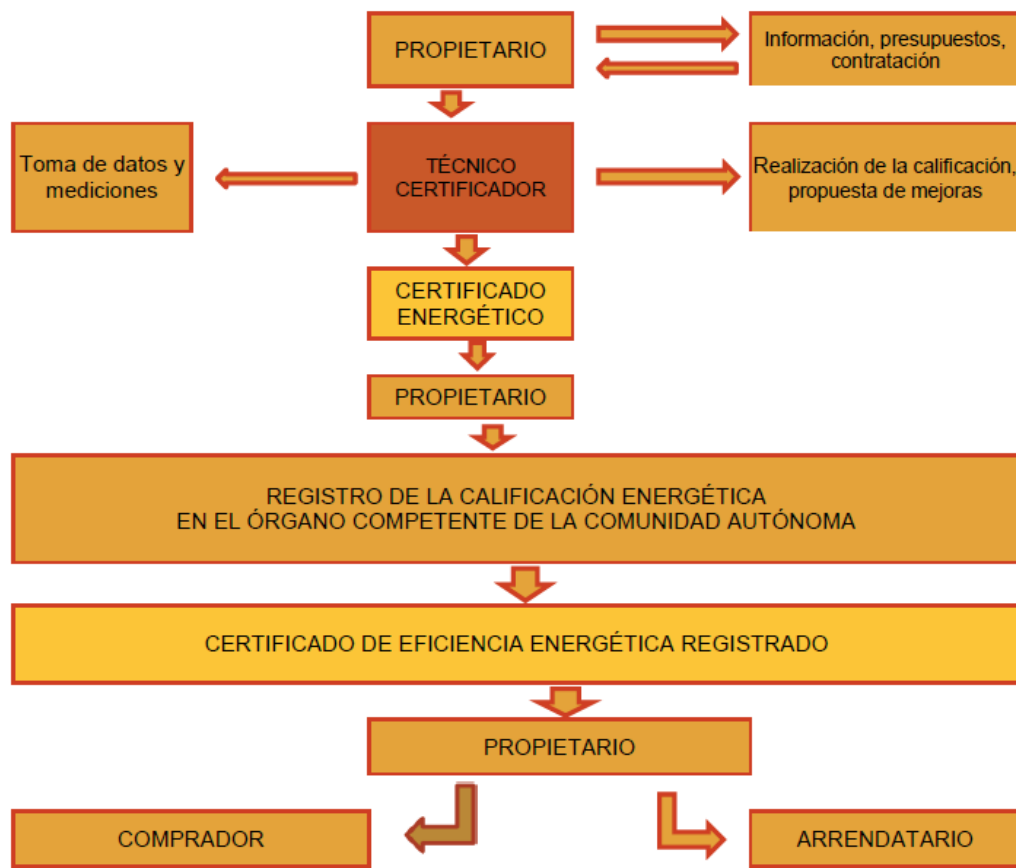 PROPIETARIO
Información, presupuestos,
contratación
Toma de datos y
mediciones
TÉCNICO
CERTIFICADOR
Realización de la calificación,
propuesta de mejoras
CERTIFICADO
ENERGÉTICO
PROPIETARIO
REGISTRO DE LA CALIFICACIÓN ENERGÉTICA
EN EL ÓRGANO COMPETENTE DE LA COMUNIDAD AUTÓNOMA
CERTIFICADO DE EFICIENCIA ENERGÉTICA REGISTRADO
PROPIETARIO
COMPRADOR
ARRENDATARIO